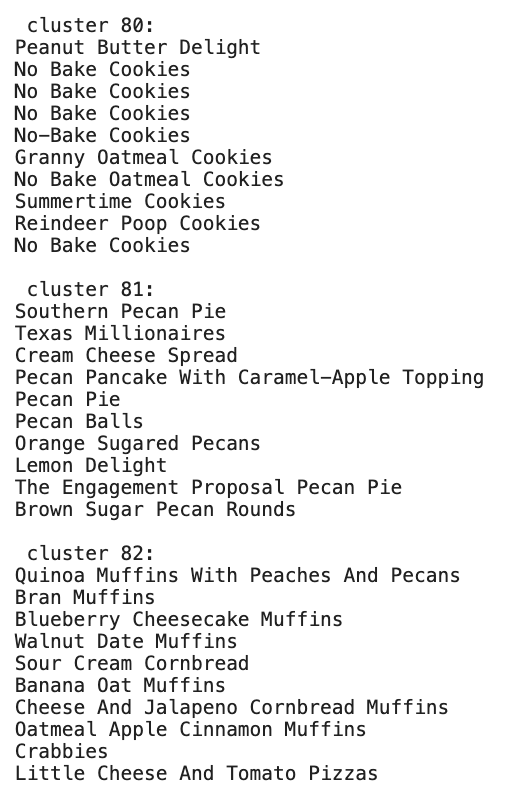 cluster 80:
Peanut Butter Delight
No Bake Cookies
No Bake Cookies
No Bake Cookies
No-Bake Cookies
Granny Oatmeal Cookies
No Bake Oatmeal Cookies
Summertime Cookies
Reindeer Poop Cookies
No Bake Cookies
cluster 81:
Southern Pecan Pie
Texas Millionaires
Cream Cheese Spread
Pecan Pancake With Caramel-Apple Topping
Pecan Pie
Pecan Balls
Orange Sugared Pecans
Lemon Delight
The Engagement Proposal Pecan Pie
Brown Sugar Pecan Rounds
cluster 82:
Quinoa Muffins With Peaches And Pecans
Bran Muffins
Blueberry Cheesecake Muffins
Walnut Date Muffins
Sour Cream Cornbread
Banana Oat Muffins
Cheese And Jalapeno Cornbread Muffins
Oatmeal Apple Cinnamon Muffins
Crabbies
Little Cheese And Tomato Pizzas